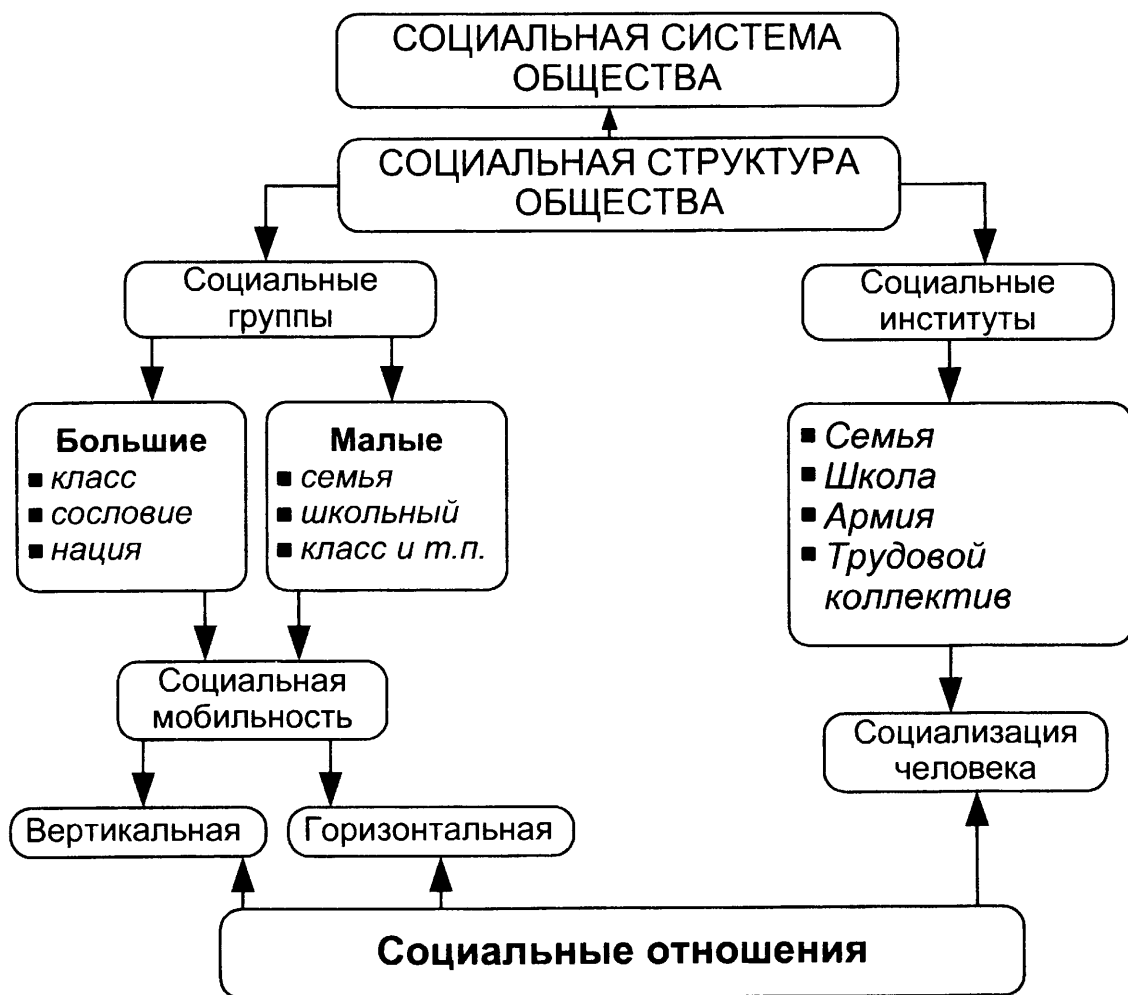 СОЦИАЛЬНАЯ СИСТЕМА
ОБЩЕСТВА
СОЦИАЛЬНАЯ СТРУКТУРА
ОБЩЕСТВА
Социальные
группы
Социальные
институты
Большие
▪ класс
▪ сословие
▪ нация
Малые
▪ семья
▪ школьный
▪ класс и т.п.
▪ Семья
▪ Школа
▪ Армия
▪ Трудовой
коллектив
Социальная
мобильность
Социализация
человека
Вертикальная
Горизонтальная
Социальные отношения